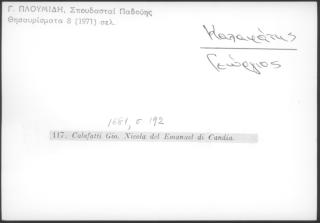 Γ. ΠΛΟΥΜΙΔΗ, Σπουδασταί Παδούης
Θησαυρίσματα 8 (1971) σελ.
Καλαφάτης
Γεώργιος
1681, σ. 192
117. Calafatti Gio. Nicola del Emanuel di Candia.